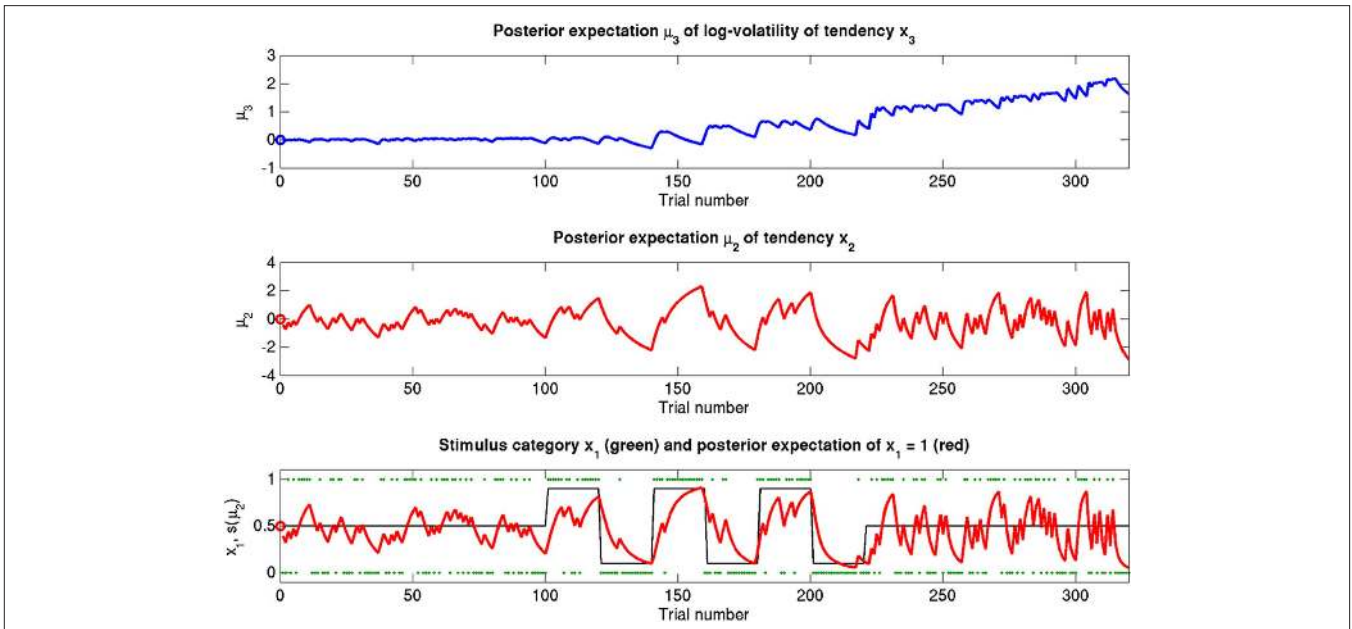 Posterior expectation μ3 of log-volatility of tendency x3
3
2
1
0
-1
μ3
0 50 100 150 200 250 300
Trial number
Posterior expectation μ2 of tendency x2
4
2
0
-2
-4
μ2
0 50 100 150 200 250 300
Trial number
Stimulus category x1 (green) and posterior expectation of x1 = 1 (red)
1
0.5
0
x1, s(μ2)
0 50 100 150 200 250 300
Trial number